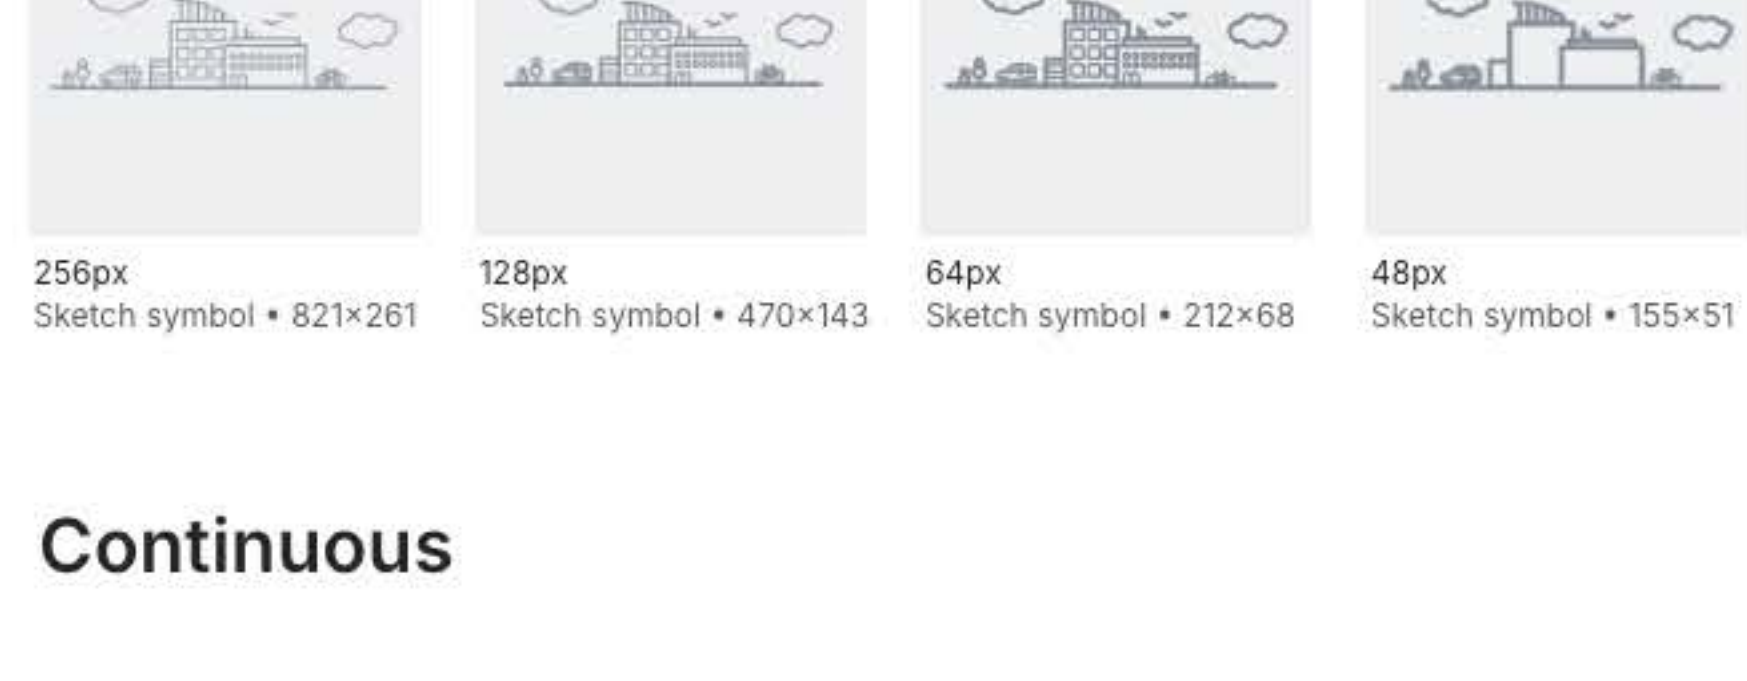 256px
Sketch symbol • 821×261
128px
Sketch symbol • 470×143
64px
Sketch symbol • 212×68
48px
Sketch symbol • 155×51
Continuous